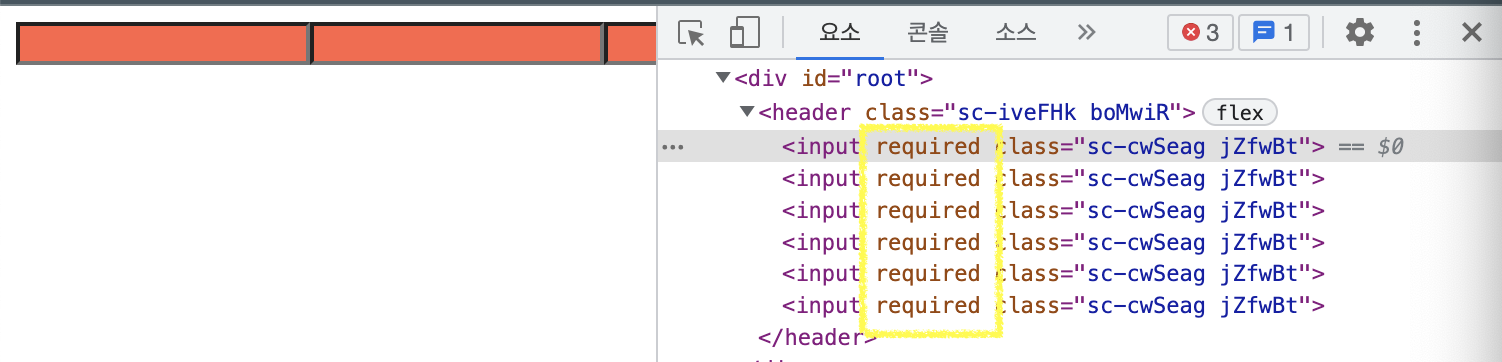 요소 콘솔 소스 » 3 1
<div id="root">
<header class="sc-iveFHk boMwiR"> flex
<input required class="sc-cwSeag jZfwBt"> == $0
<input required class="sc-cwSeag jZfwBt">
<input required class="sc-cwSeag jZfwBt">
<input required class="sc-cwSeag jZfwBt">
<input required class="sc-cwSeag jZfwBt">
<input required class="sc-cwSeag jZfwBt">
</header>